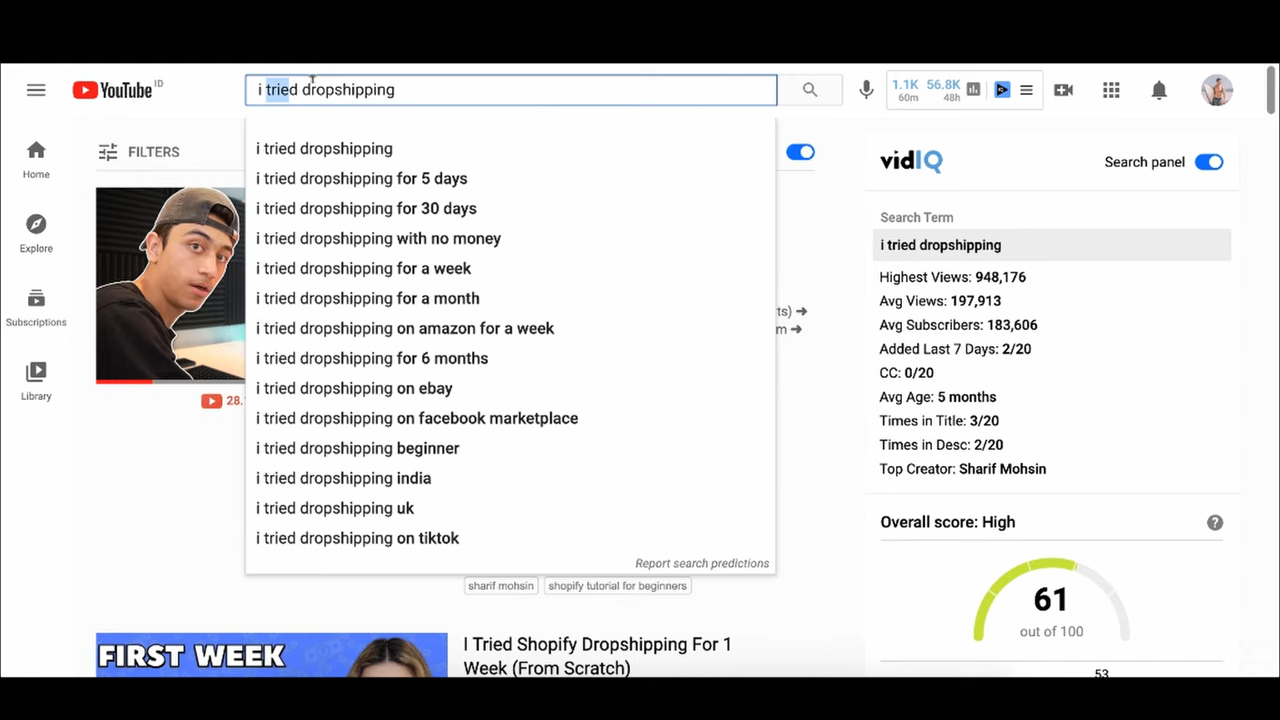 YouTube ID
i tried dropshipping
1.1K 56.8K
60m 48h
Home
Explore
Subscriptions
Library
FILTERS
28.
i tried dropshipping
i tried dropshipping for 5 days
i tried dropshipping for 30 days
i tried dropshipping with no money
i tried dropshipping for a week
i tried dropshipping for a month
i tried dropshipping on amazon for a week
i tried dropshipping for 6 months
i tried dropshipping on ebay
i tried dropshipping on facebook marketplace
i tried dropshipping beginner
i tried dropshipping india
i tried dropshipping uk
i tried dropshipping on tiktok
Report search predictions
ts) →
m →
sharif mohsin shopify tutorial for beginners
FIRST WEEK
I Tried Shopify Dropshipping For 1
Week (From Scratch)
vidIQ Search panel
Search Term
i tried dropshipping
Highest Views: 948,176
Avg Views: 197,913
Avg Subscribers: 183,606
Added Last 7 Days: 2/20
CC: 0/20
Avg Age: 5 months
Times in Title: 3/20
Times in Desc: 2/20
Top Creator: Sharif Mohsin
Overall score: High ?
61
out of 100
53